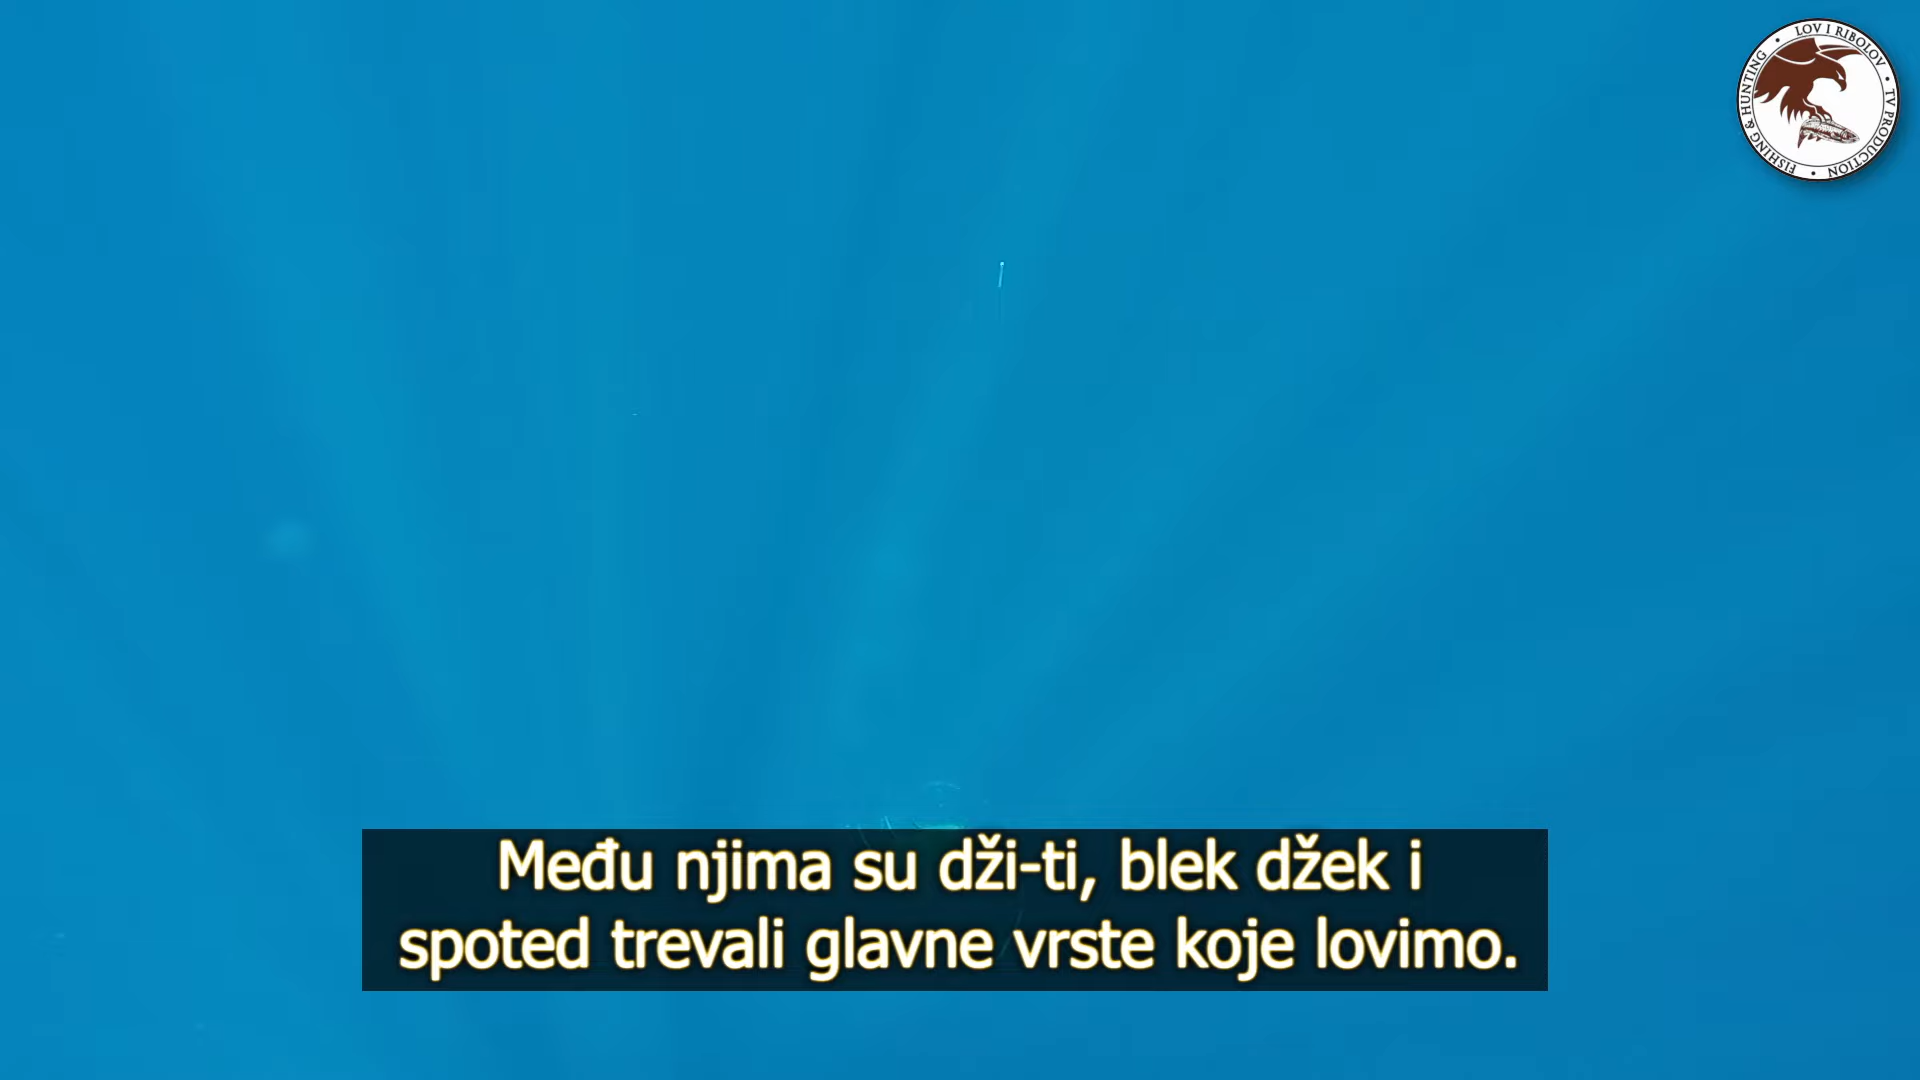 LOV I RIBOLOV • TV PRODUCTION • FISHING & HUNTING •
Među njima su dži-ti, blek džek i
spoted trevali glavne vrste koje lovimo.